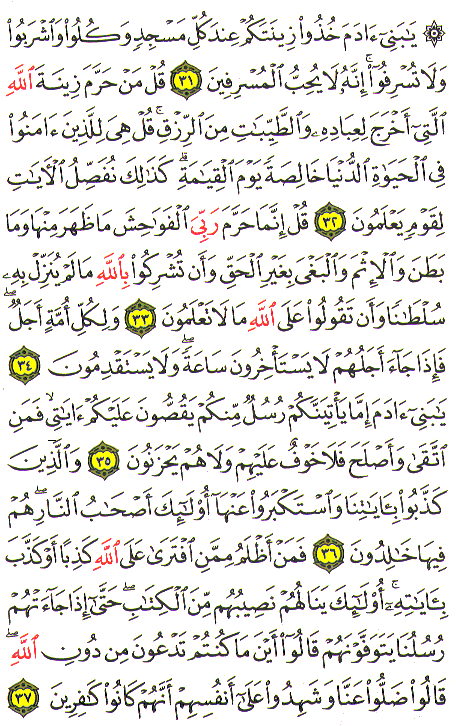 ۞ يَٰبَنِىٓ ءَادَمَ خُذُوا۟ زِينَتَكُمْ عِندَ كُلِّ مَسْجِدٍ وَكُلُوا۟ وَٱشْرَبُوا۟
وَلَا تُسْرِفُوٓا۟ ۚ إِنَّهُۥ لَا يُحِبُّ ٱلْمُسْرِفِينَ ٣١ قُلْ مَنْ حَرَّمَ زِينَةَ ٱللَّهِ
ٱلَّتِىٓ أَخْرَجَ لِعِبَادِهِۦ وَٱلطَّيِّبَٰتِ مِنَ ٱلرِّزْقِ ۚ قُلْ هِىَ لِلَّذِينَ ءَامَنُوا۟
فِى ٱلْحَيَوٰةِ ٱلدُّنْيَا خَالِصَةً يَوْمَ ٱلْقِيَٰمَةِ ۗ كَذَٰلِكَ نُفَصِّلُ ٱلْءَايَٰتِ
لِقَوْمٍ يَعْلَمُونَ ٣٢ قُلْ إِنَّمَا حَرَّمَ رَبِّىَ ٱلْفَوَٰحِشَ مَا ظَهَرَ مِنْهَا وَمَا
بَطَنَ وَٱلْإِثْمَ وَٱلْبَغْىَ بِغَيْرِ ٱلْحَقِّ وَأَن تُشْرِكُوا۟ بِٱللَّهِ مَا لَمْ يُنَزِّلْ بِهِۦ
سُلْطَٰنًا وَأَن تَقُولُوا۟ عَلَى ٱللَّهِ مَا لَا تَعْلَمُونَ ٣٣ وَلِكُلِّ أُمَّةٍ أَجَلٌ ۖ
فَإِذَا جَآءَ أَجَلُهُمْ لَا يَسْتَأْخِرُونَ سَاعَةً ۖ وَلَا يَسْتَقْدِمُونَ ٣٤
يَٰبَنِىٓ ءَادَمَ إِمَّا يَأْتِيَنَّكُمْ رُسُلٌ مِّنكُمْ يَقُصُّونَ عَلَيْكُمْ ءَايَٰتِى ۙ فَمَنِ
ٱتَّقَىٰ وَأَصْلَحَ فَلَا خَوْفٌ عَلَيْهِمْ وَلَا هُمْ يَحْزَنُونَ ٣٥ وَٱلَّذِينَ
كَذَّبُوا۟ بِـَٔايَٰتِنَا وَٱسْتَكْبَرُوا۟ عَنْهَآ أُو۟لَٰٓئِكَ أَصْحَٰبُ ٱلنَّارِ ۖ هُمْ
فِيهَا خَٰلِدُونَ ٣٦ فَمَنْ أَظْلَمُ مِمَّنِ ٱفْتَرَىٰ عَلَى ٱللَّهِ كَذِبًا أَوْ كَذَّبَ
بِـَٔايَٰتِهِۦٓ ۚ أُو۟لَٰٓئِكَ يَنَالُهُمْ نَصِيبُهُم مِّنَ ٱلْكِتَٰبِ ۖ حَتَّىٰٓ إِذَا جَآءَتْهُمْ
رُسُلُنَا يَتَوَفَّوْنَهُمْ قَالُوٓا۟ أَيْنَ مَا كُنتُمْ تَدْعُونَ مِن دُونِ ٱللَّهِ ۖ
قَالُوا۟ ضَلُّوا۟ عَنَّا وَشَهِدُوا۟ عَلَىٰٓ أَنفُسِهِمْ أَنَّهُمْ كَانُوا۟ كَٰفِرِينَ ٣٧